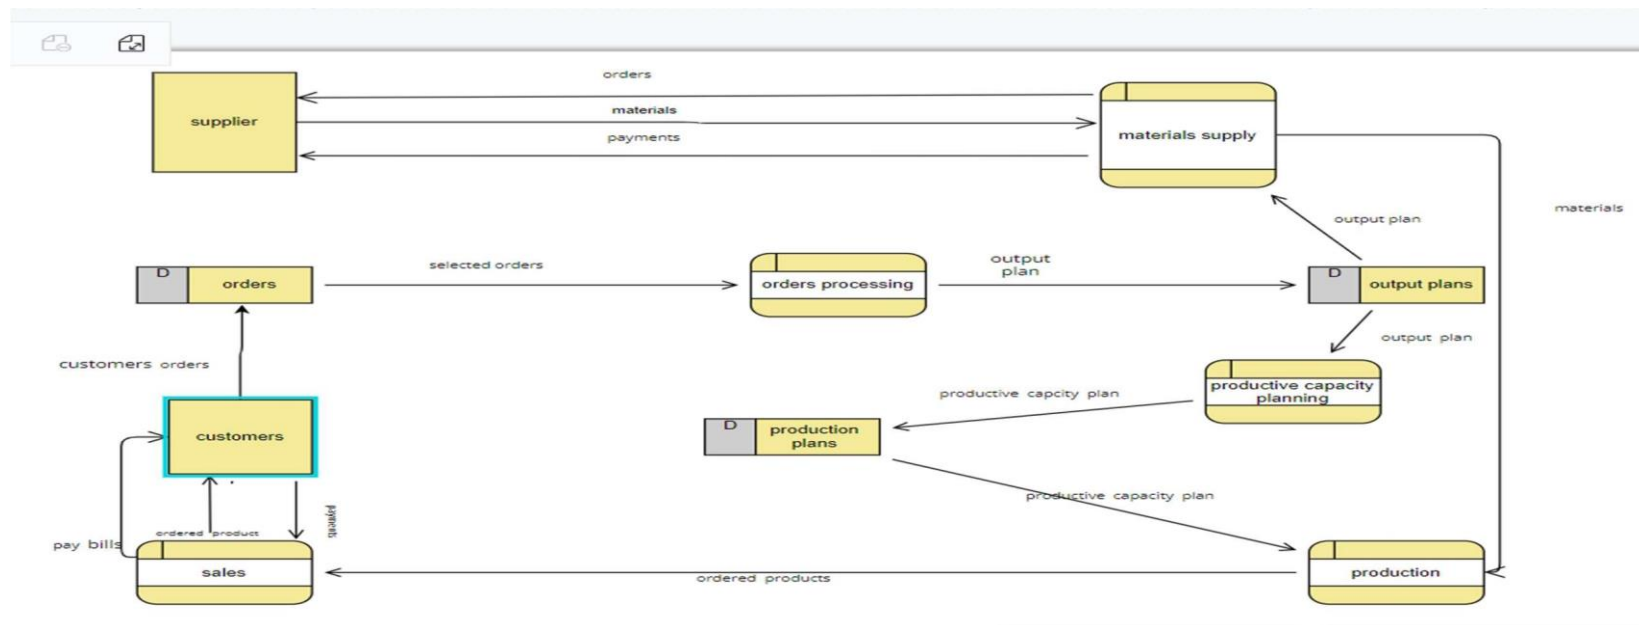 orders
supplier
materials
payments
materials supply
materials
output plan
D
orders
selected orders
orders processing
output
plan
D
output plans
customers orders
output plan
productive capacity
planning
productive capcity plan
D
production
plans
customers
productive capacity plan
payments
ordered product
pay bills
sales
ordered products
production